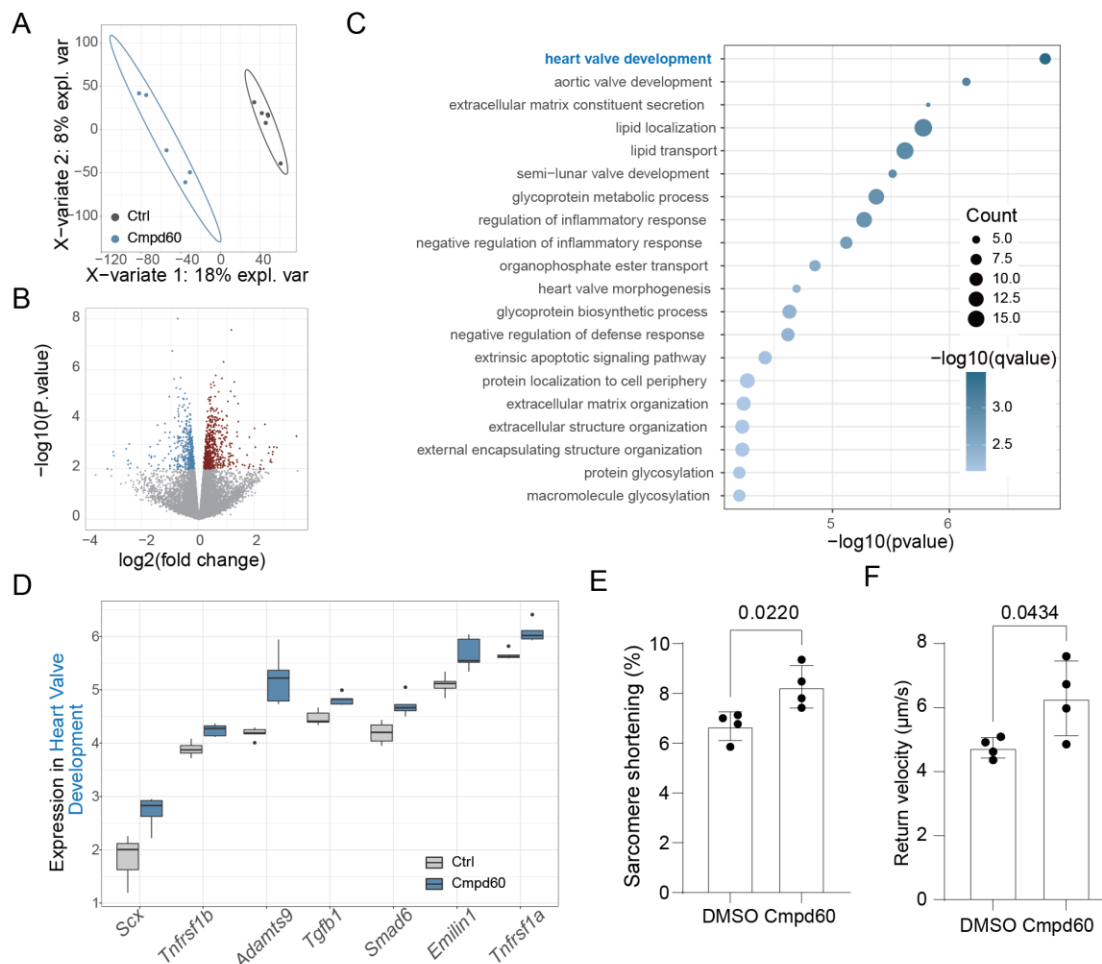 A
X-variate 2: 8% expl. var
100
50
0
-50
-100
Ctrl
Cmpd60
-120 -80 -40 0 40
X-variate 1: 18% expl. var
B
-log10(P.value)
8
6
4
2
0
-4 -2 0 2
log2(fold change)
C
heart valve development
aortic valve development
extracellular matrix constituent secretion
lipid localization
lipid transport
semi-lunar valve development
glycoprotein metabolic process
regulation of inflammatory response
negative regulation of inflammatory response
organophosphate ester transport
heart valve morphogenesis
glycoprotein biosynthetic process
negative regulation of defense response
extrinsic apoptotic signaling pathway
protein localization to cell periphery
extracellular matrix organization
extracellular structure organization
external encapsulating structure organization
protein glycosylation
macromolecule glycosylation
Count
5.0
7.5
10.0
12.5
15.0
-log10(qvalue)
3.0
2.5
5 6
-log10(pvalue)
D
Expression in Heart Valve
Development
6
5
4
3
2
1
Ctrl
Cmpd60
Scx Tnfrsf1b Adamts9 Tgfb1 Smad6 Emilin1 Tnfrsf1a
E
0.0220
Sarcomere shortening (%)
10
8
6
4
2
0
DMSO Cmpd60
F
0.0434
Return velocity (μm/s)
8
6
4
2
0
DMSO Cmpd60